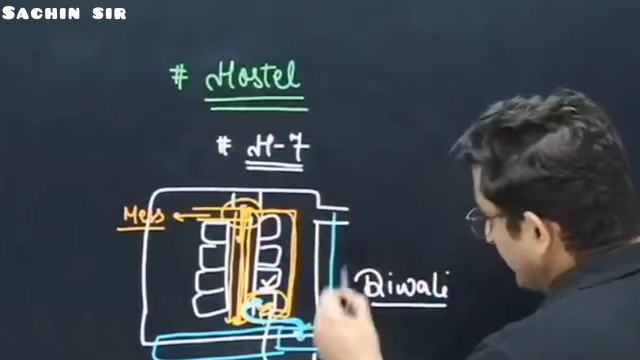 SACHIN SIR
# Hostel
# H-7
Mess
Diwali